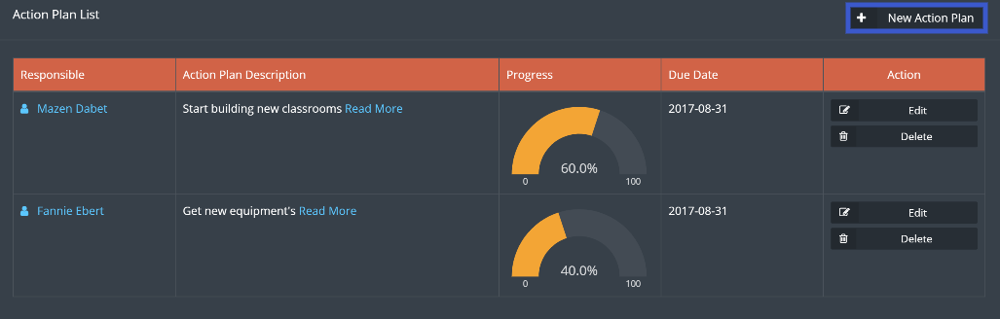 Action Plan List
New Action Plan
Responsible Action Plan Description Progress Due Date Action
Mazen Dabet Start building new classrooms Read More 2017-08-31 Edit
Delete
60.0%
0 100
Fannie Ebert Get new equipment's Read More 2017-08-31 Edit
Delete
40.0%
0 100